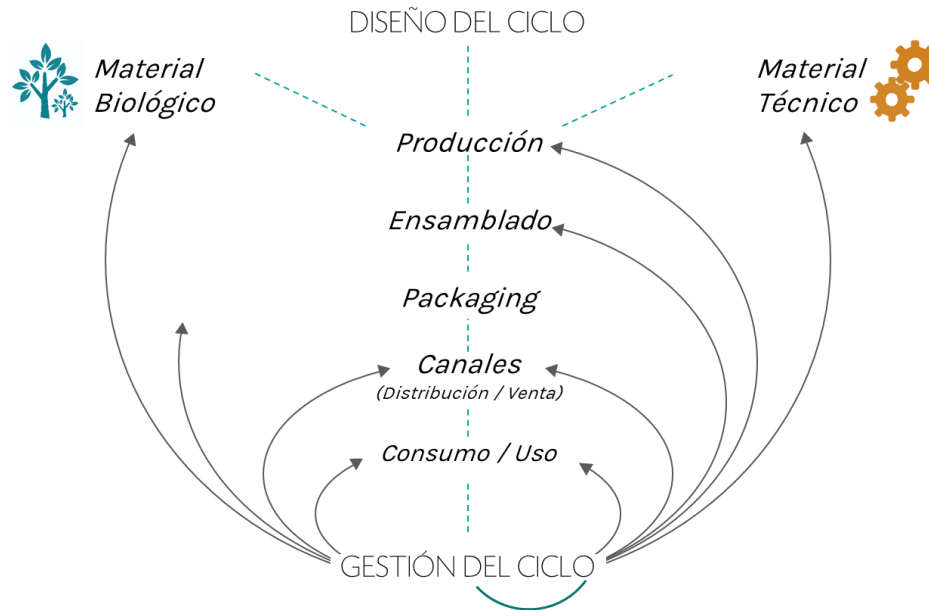 DISEÑO DEL CICLO
Material
Biológico
Material
Técnico
Producción
Ensamblado
Packaging
Canales
(Distribución / Venta)
Consumo / Uso
GESTIÓN DEL CICLO